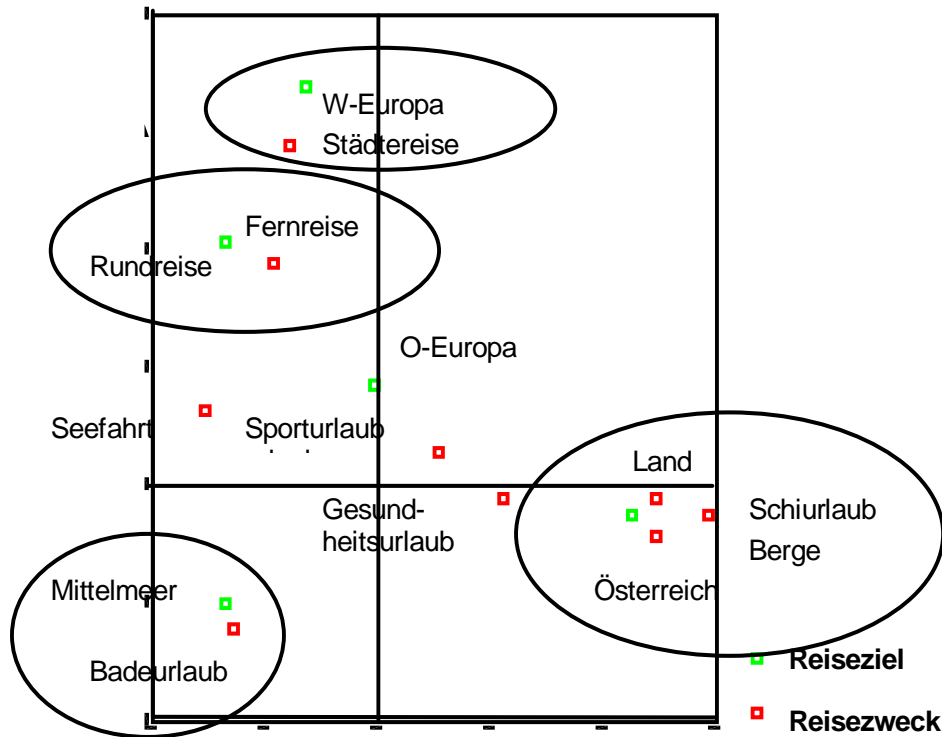 W-Europa
Städtereise
Fernreise
Rundreise
O-Europa
Seefahrt
Sporturlaub
Land
Gesund-
heitsurlaub
Schiurlaub
Berge
Mittelmeer
Österreich
Badeurlaub
Reiseziel
Reisezweck